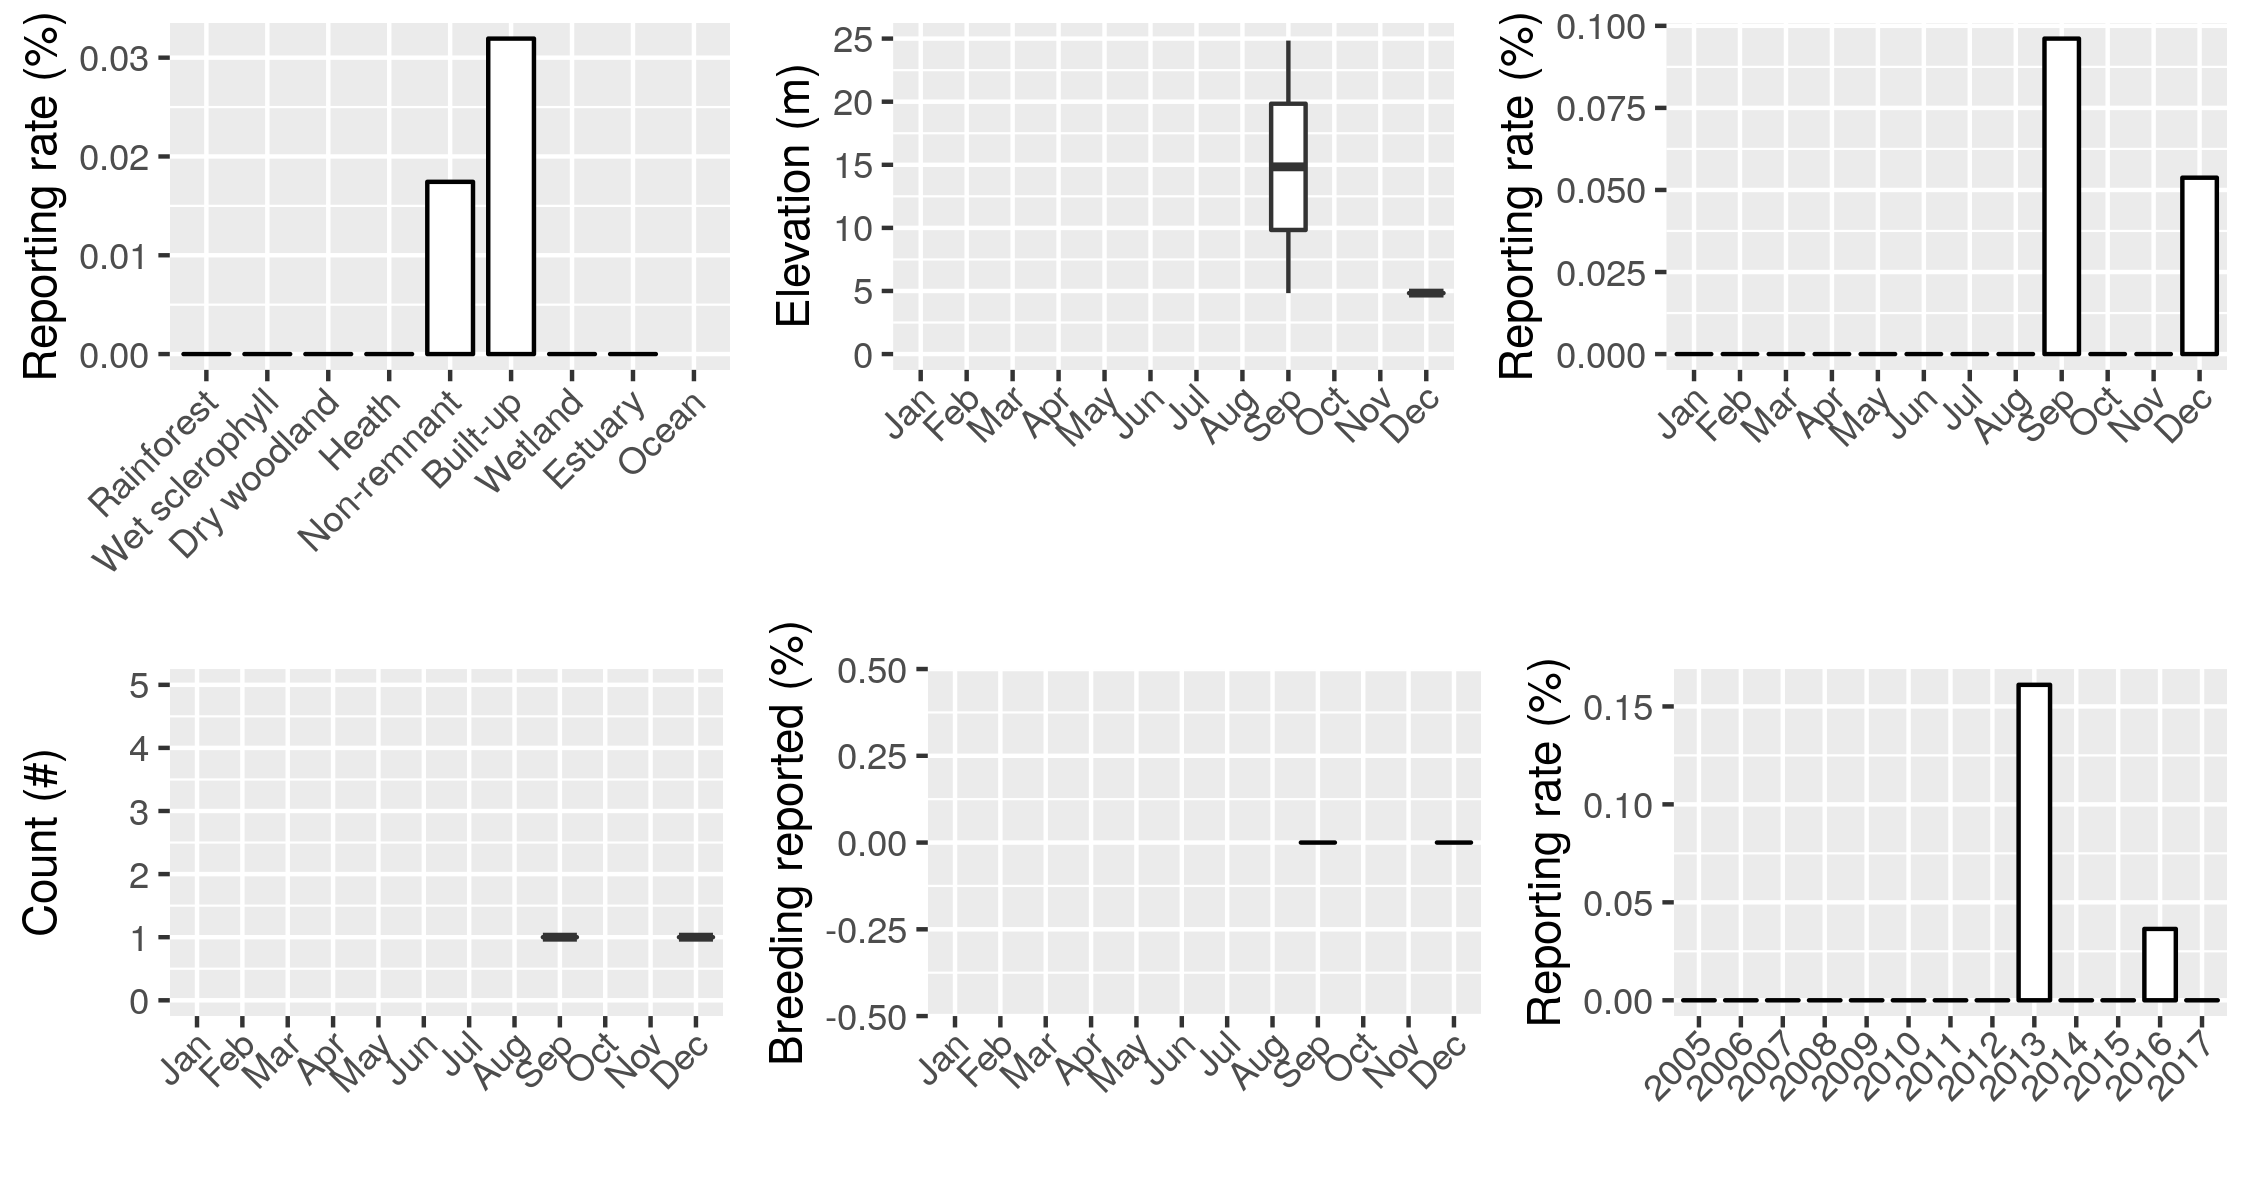 Reporting rate (%)
0.03
0.02
0.01
0.00
Rainforest
Wet sclerophyll
Dry woodland
Heath
Non-remnant
Built-up
Wetland
Estuary
Ocean
Elevation (m)
25
20
15
10
5
0
Jan
Feb
Mar
Apr
May
Jun
Jul
Aug
Sep
Oct
Nov
Dec
Reporting rate (%)
0.100
0.075
0.050
0.025
0.000
Jan
Feb
Mar
Apr
May
Jun
Jul
Aug
Sep
Oct
Nov
Dec
Count (#)
5
4
3
2
1
0
Jan
Feb
Mar
Apr
May
Jun
Jul
Aug
Sep
Oct
Nov
Dec
Breeding reported (%)
0.50
0.25
0.00
-0.25
-0.50
Jan
Feb
Mar
Apr
May
Jun
Jul
Aug
Sep
Oct
Nov
Dec
Reporting rate (%)
0.15
0.10
0.05
0.00
2005
2006
2007
2008
2009
2010
2011
2012
2013
2014
2015
2016
2017